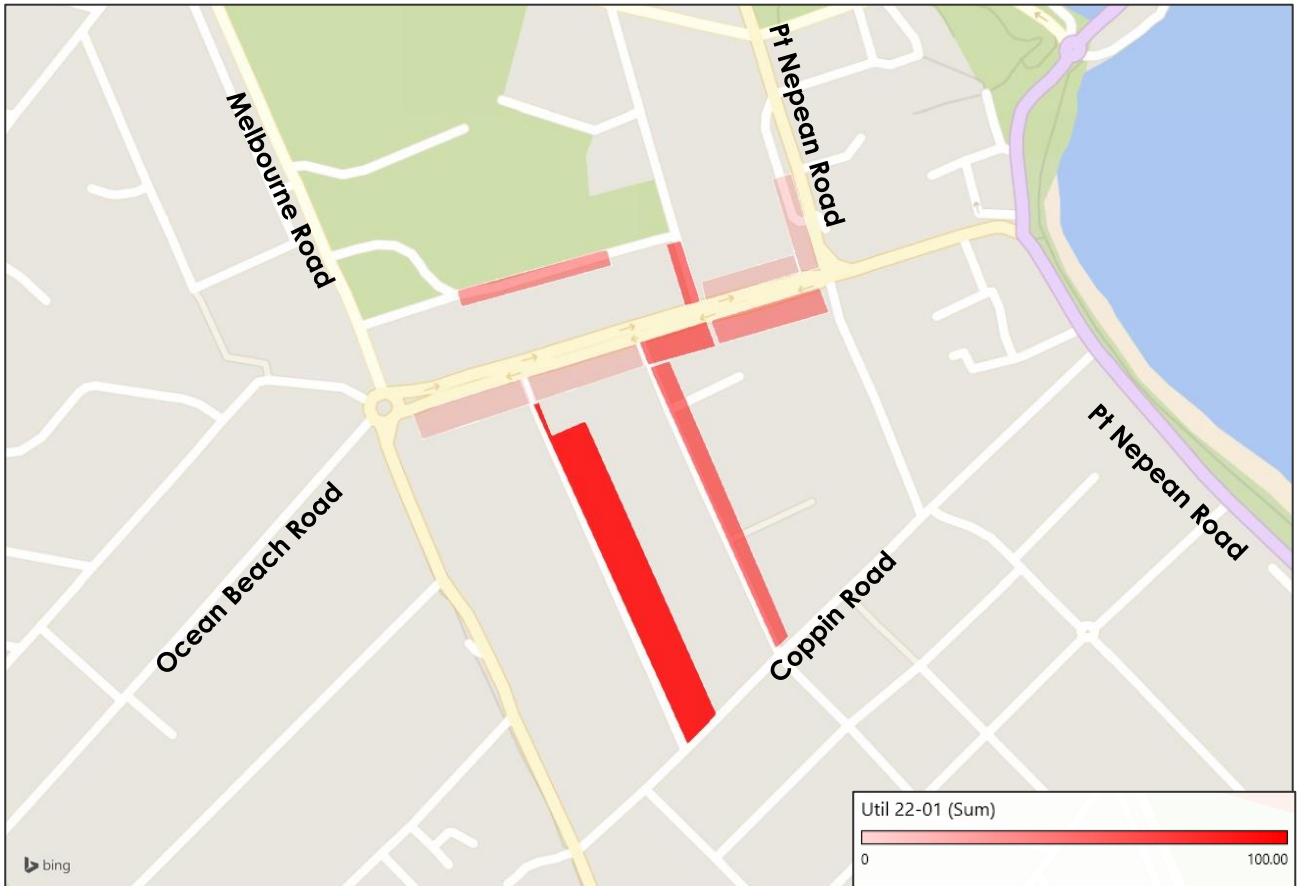 Melbourne Road
Pt Nepean Road
Ocean Beach Road
Pt Nepean Road
Coppin Road
Util 22-01 (Sum)
0
100.00
bing